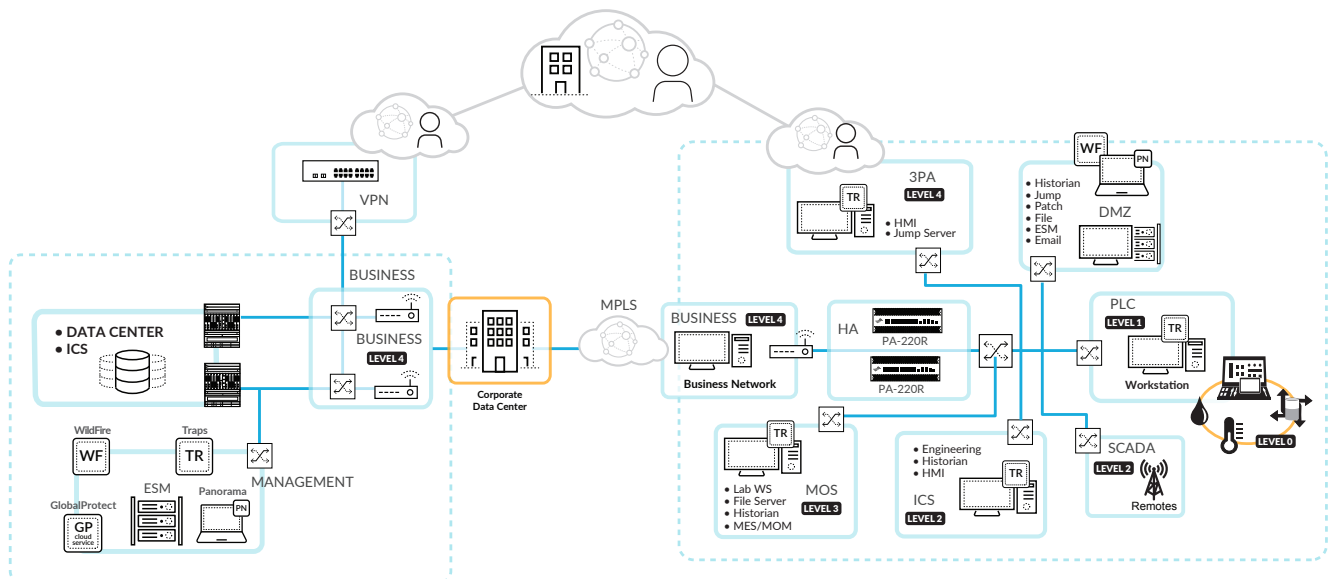 VPN
BUSINESS
• DATA CENTER
• ICS
BUSINESS
LEVEL 4
Corporate
Data Center
MPLS
WildFire
WF
Traps
TR
MANAGEMENT
GlobalProtect
GP
cloud
service
ESM
Panorama
PN
3PA
LEVEL 4
TR
• HMI
• Jump Server
WF
PN
• Historian
• Jump
• Patch
• File
• ESM
• Email
DMZ
BUSINESS
LEVEL 4
Business Network
HA
PA-220R
PA-220R
PLC
LEVEL 1
TR
Workstation
LEVEL 0
TR
• Lab WS
• File Server
• Historian
• MES/MOM
MOS
LEVEL 3
• Engineering
• Historian
• HMI
TR
ICS
LEVEL 2
SCADA
LEVEL 2
Remotes